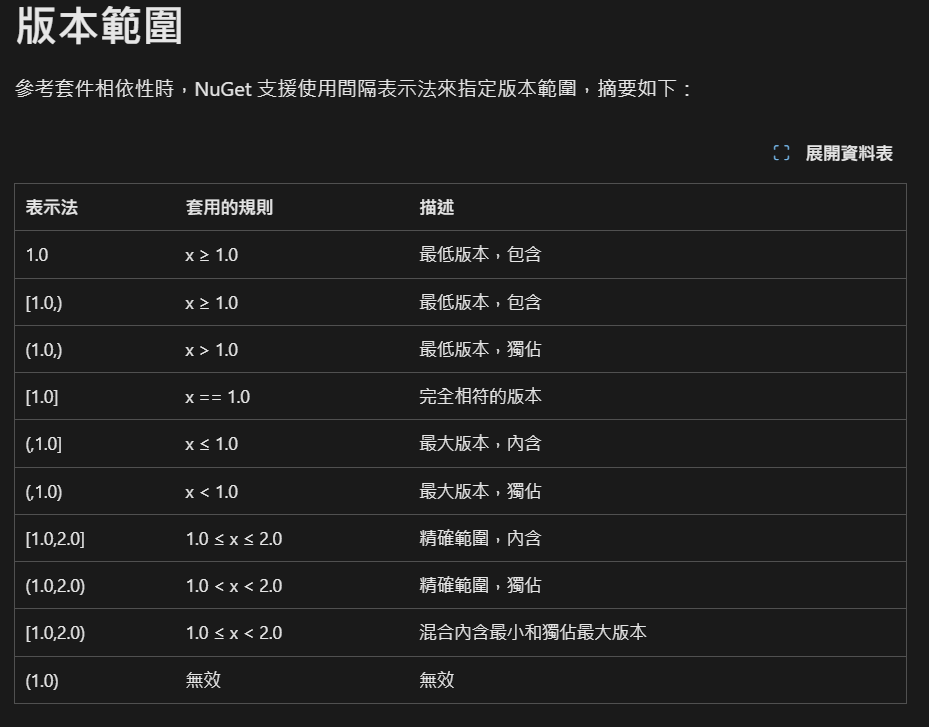 版本範圍
參考套件相依性時，NuGet 支援使用間隔表示法來指定版本範圍，摘要如下：
展開資料表
表示法 套用的規則 描述
1.0 x ≥ 1.0 最低版本，包含
[1.0,) x ≥ 1.0 最低版本，包含
(1.0,) x > 1.0 最低版本，獨佔
[1.0] x == 1.0 完全相符的版本
(,1.0] x ≤ 1.0 最大版本，內含
(,1.0) x < 1.0 最大版本，獨佔
[1.0,2.0] 1.0 ≤ x ≤ 2.0 精確範圍，內含
(1.0,2.0) 1.0 < x < 2.0 精確範圍，獨佔
[1.0,2.0) 1.0 ≤ x < 2.0 混合內含最小和獨佔最大版本
(1.0) 無效 無效